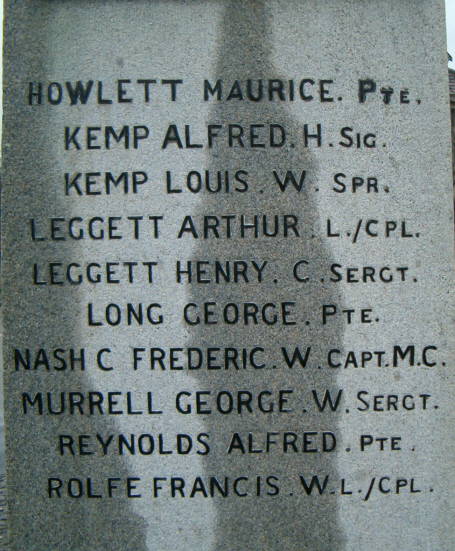 HOWLETT MAURICE. PTE.
KEMP ALFRED. H. SIG.
KEMP LOUIS. W. SPR.
LEGGETT ARTHUR. L./CPL.
LEGGETT HENRY. C. SERGT.
LONG GEORGE. PTE.
NASH C FREDERIC. W. CAPT. M.C.
MURRELL GEORGE. W. SERGT.
REYNOLDS ALFRED. PTE.
ROLFE FRANCIS. W. L./CPL.